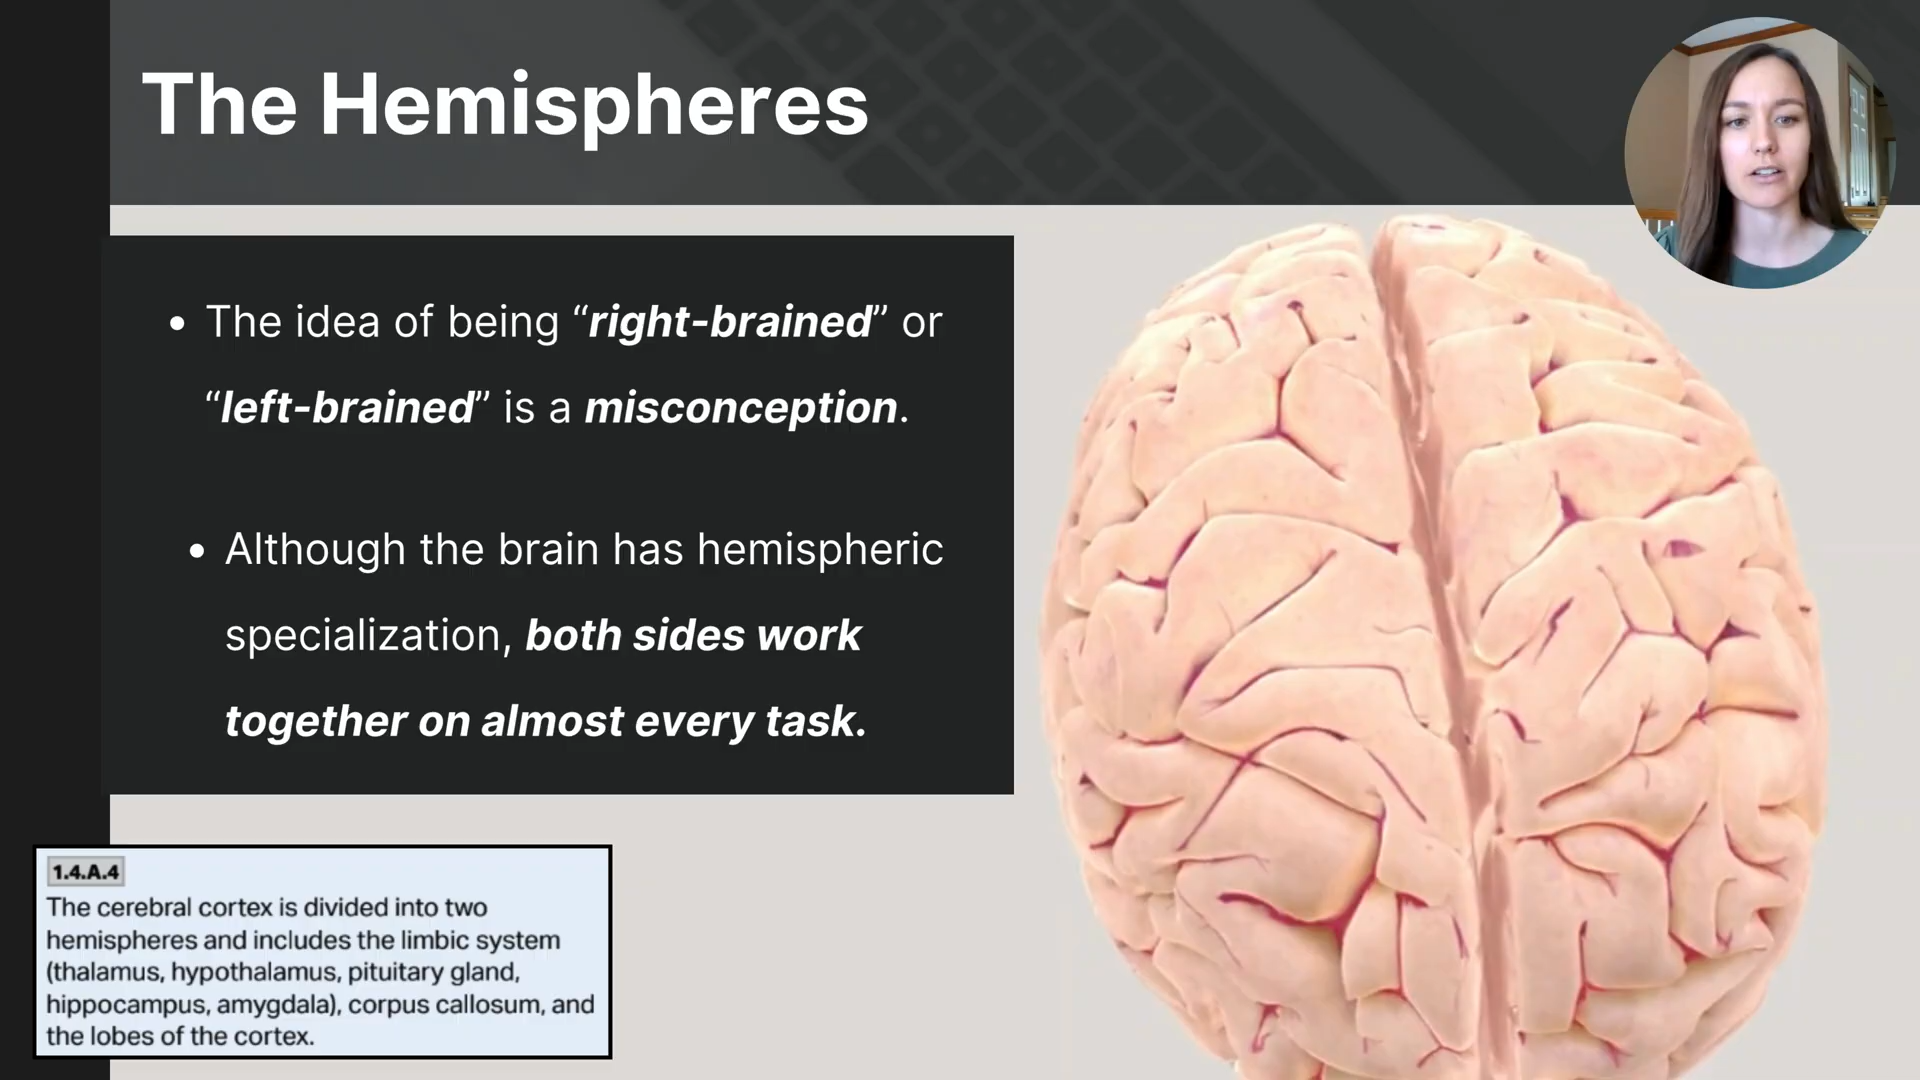 The Hemispheres
• The idea of being “right-brained” or
“left-brained” is a misconception.
• Although the brain has hemispheric
specialization, both sides work
together on almost every task.
1.4.A.4
The cerebral cortex is divided into two
hemispheres and includes the limbic system
(thalamus, hypothalamus, pituitary gland,
hippocampus, amygdala), corpus callosum, and
the lobes of the cortex.